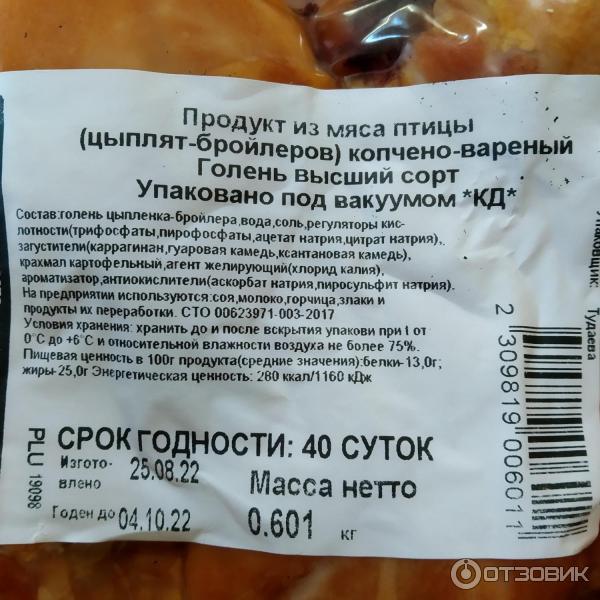 Продукт из мяса птицы
(цыплят-бройлеров) копчено-вареный
Голень высший сорт
Упаковано под вакуумом *КД*
Состав:голень цыпленка-бройлера,вода,соль,регуляторы кис-
лотности(трифосфаты,пирофосфаты,ацетат натрия,цитрат натрия),
загустители(каррагинан,гуаровая камедь,ксантановая камедь),
крахмал картофельный,агент желирующий(хлорид калия),
ароматизатор,антиокислители(аскорбат натрия,пиросульфит натрия).
На предприятии используются:соя,молоко,горчица,злаки и
продукты их переработки. СТО 00623971-003-2017
Условия хранения: хранить до и после вскрытия упакови при t от
0°С до +6°С и относительной влажности воздуха не более 75%.
Пищевая ценность в 100г продукта(средние значения):белки-13,0г;
жиры-25,0г Энергетическая ценность: 280 ккал/1160 кДж
СРОК ГОДНОСТИ: 40 СУТОК
Изгото-
влено 25.08.22
Масса нетто
Годен до 04.10.22
0.601 кг
PLU 19098
Упаковщик:
Тудаева
2 309819 006011
ОТЗОВИК